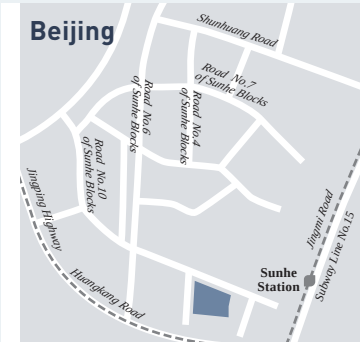 Beijing
Shunhuang Road
Road No.7
of Sunhe Blocks
Road No.6
of Sunhe Blocks
Road No.4
of Sunhe Blocks
Road No.10
of Sunhe Blocks
Jingping Highway
Huangkang Road
Jingmi Road
Subway Line No.15
Sunhe
Station